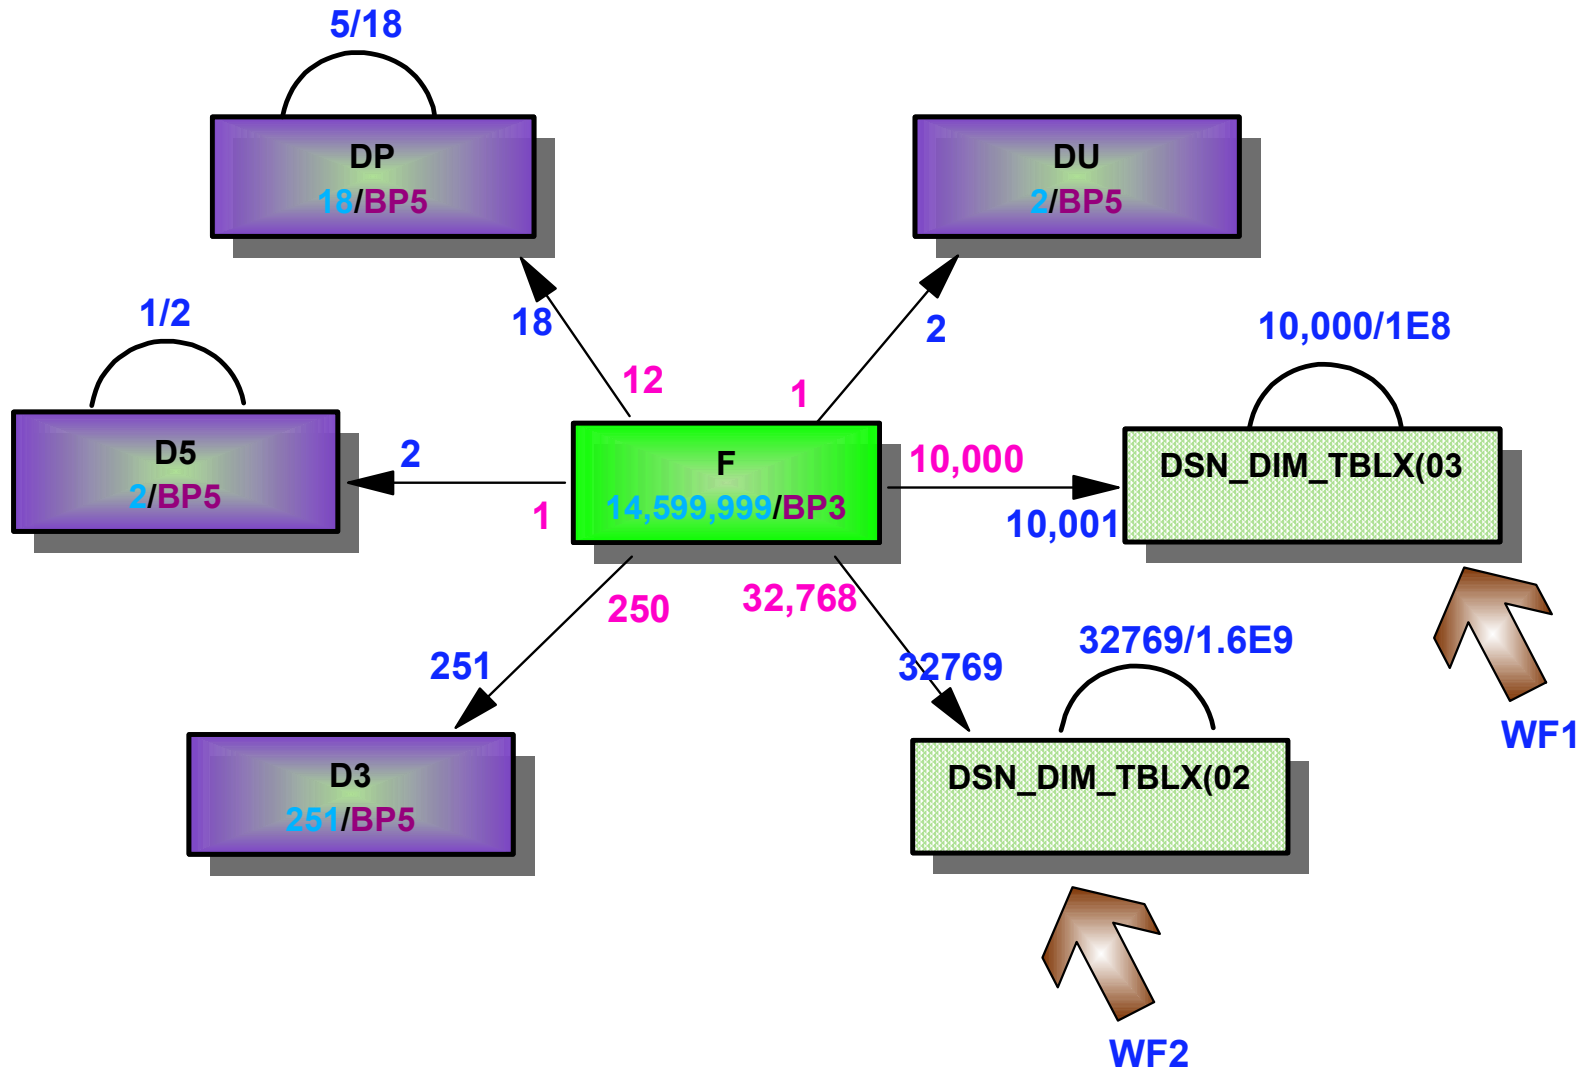 5/18
DP
18/BP5
DU
2/BP5
1/2
18
2
10,000/1E8
12
1
D5
2/BP5
2
1
F
14,599,999/BP3
10,000
10,001
DSN_DIM_TBLX(03
250
32,768
251
32769
32769/1.6E9
WF1
D3
251/BP5
DSN_DIM_TBLX(02
WF2